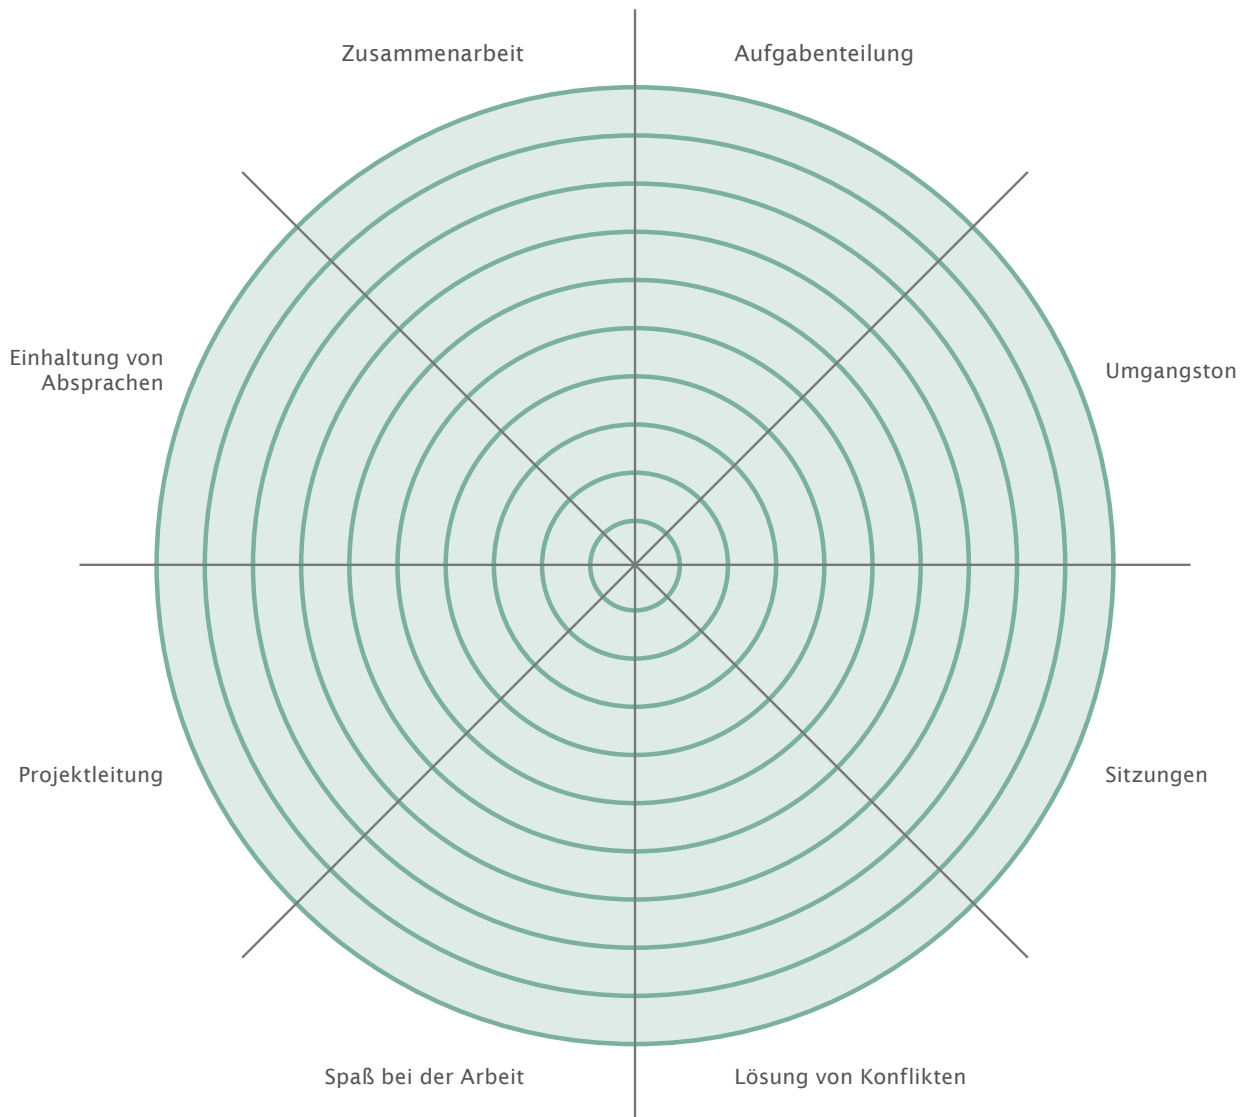 Zusammenarbeit
Aufgabenteilung
Einhaltung von
Absprachen
Umgangston
Projektleitung
Sitzungen
Spaß bei der Arbeit
Lösung von Konflikten